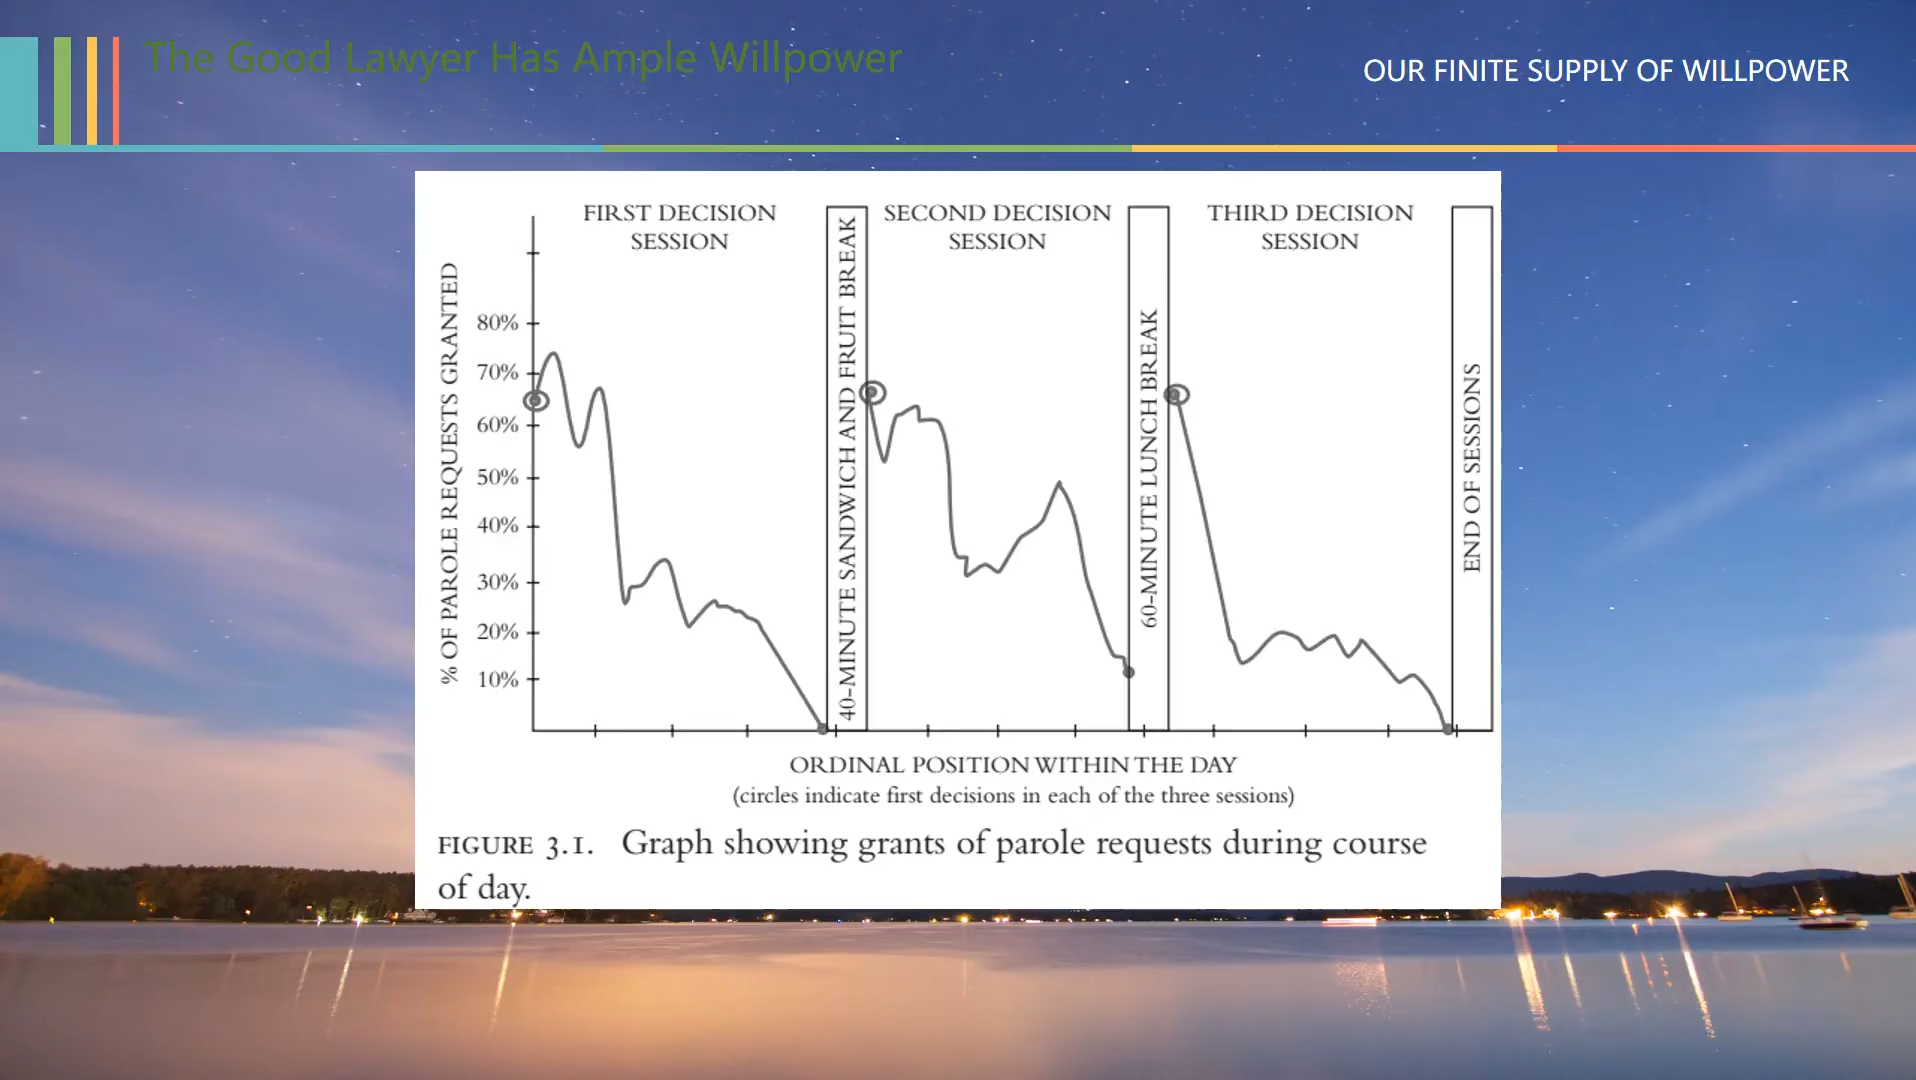 The Good Lawyer Has Ample Willpower
OUR FINITE SUPPLY OF WILLPOWER
FIRST DECISION
SESSION
40-MINUTE SANDWICH AND FRUIT BREAK
SECOND DECISION
SESSION
60-MINUTE LUNCH BREAK
THIRD DECISION
SESSION
END OF SESSIONS
% OF PAROLE REQUESTS GRANTED
80%
70%
60%
50%
40%
30%
20%
10%
ORDINAL POSITION WITHIN THE DAY
(circles indicate first decisions in each of the three sessions)
FIGURE 3.1. Graph showing grants of parole requests during course
of day.